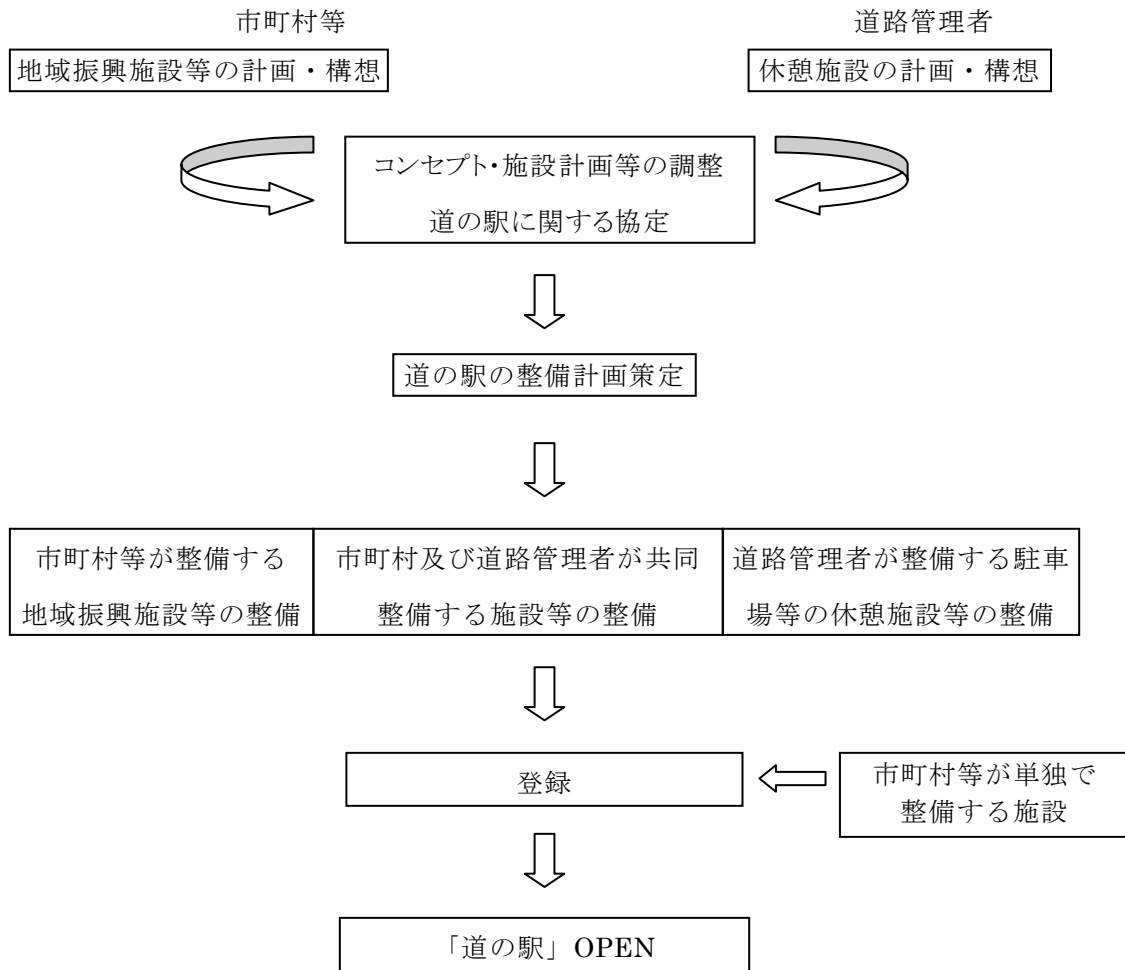 市町村等
道路管理者
地域振興施設等の計画・構想
休憩施設の計画・構想
コンセプト・施設計画等の調整
道の駅に関する協定
道の駅の整備計画策定
市町村等が整備する
地域振興施設等の整備
市町村及び道路管理者が共同
整備する施設等の整備
道路管理者が整備する駐車
場等の休憩施設等の整備
登録
市町村等が単独で
整備する施設
「道の駅」OPEN